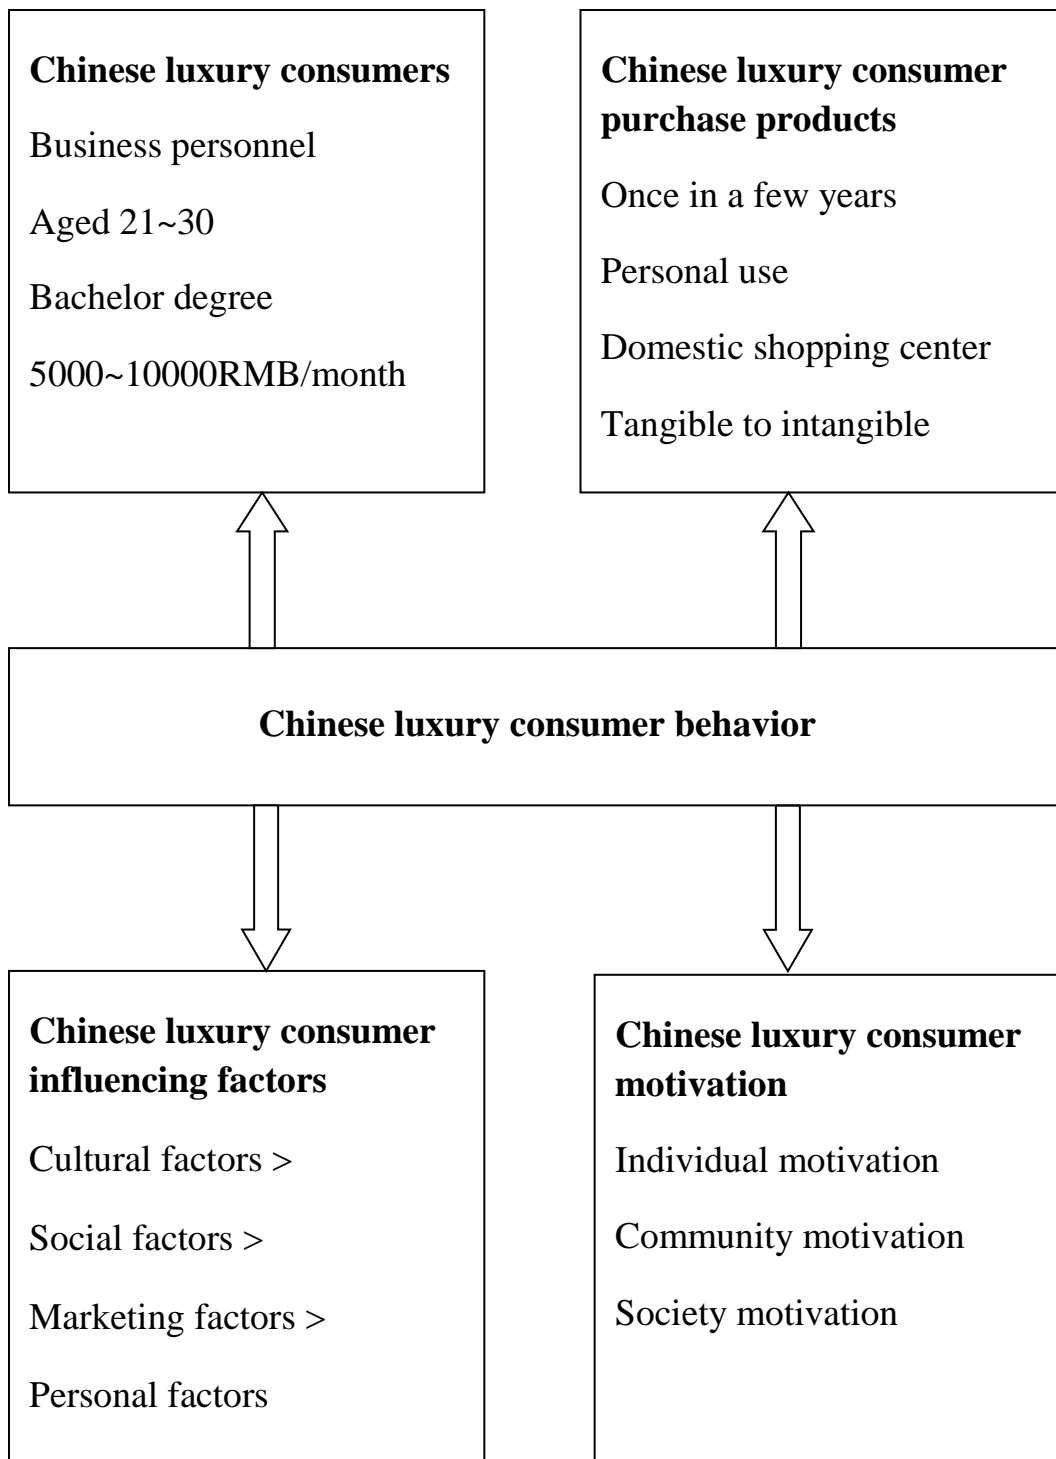 Chinese luxury consumers
Business personnel
Aged 21~30
Bachelor degree
5000~10000RMB/month
Chinese luxury consumer
purchase products
Once in a few years
Personal use
Domestic shopping center
Tangible to intangible
Chinese luxury consumer behavior
Chinese luxury consumer
influencing factors
Cultural factors >
Social factors >
Marketing factors >
Personal factors
Chinese luxury consumer
motivation
Individual motivation
Community motivation
Society motivation